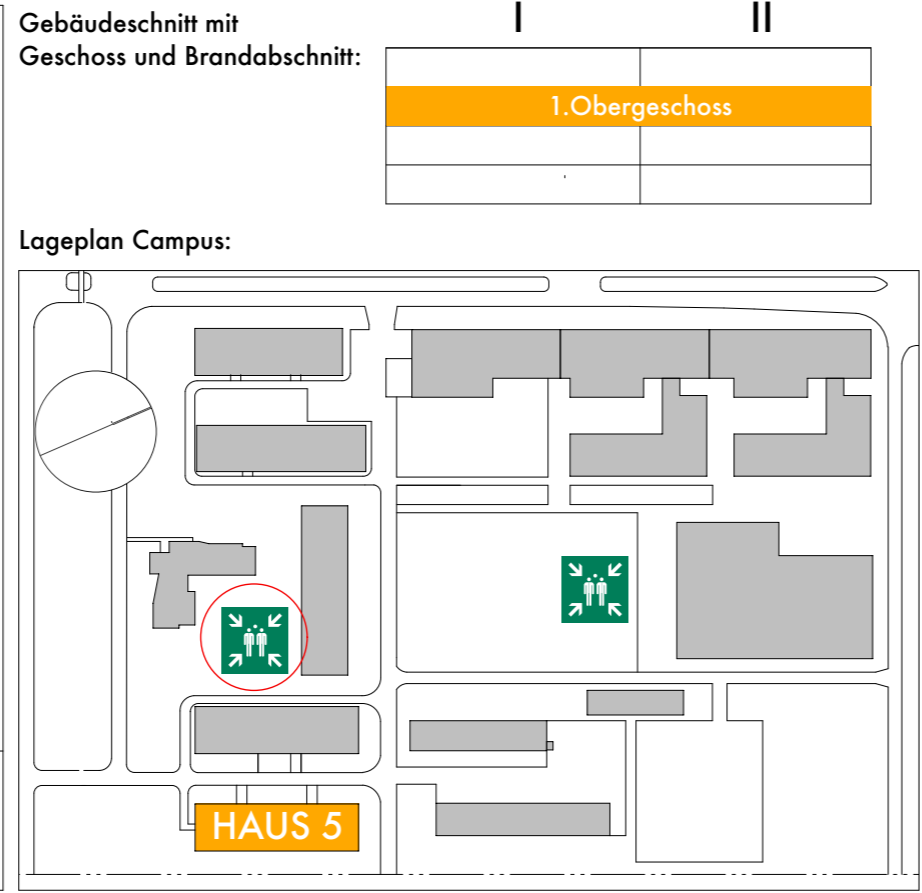 Gebäudeschnitt mit
Geschoss und Brandabschnitt:
I
II
1.Obergeschoss
Lageplan Campus:
HAUS 5